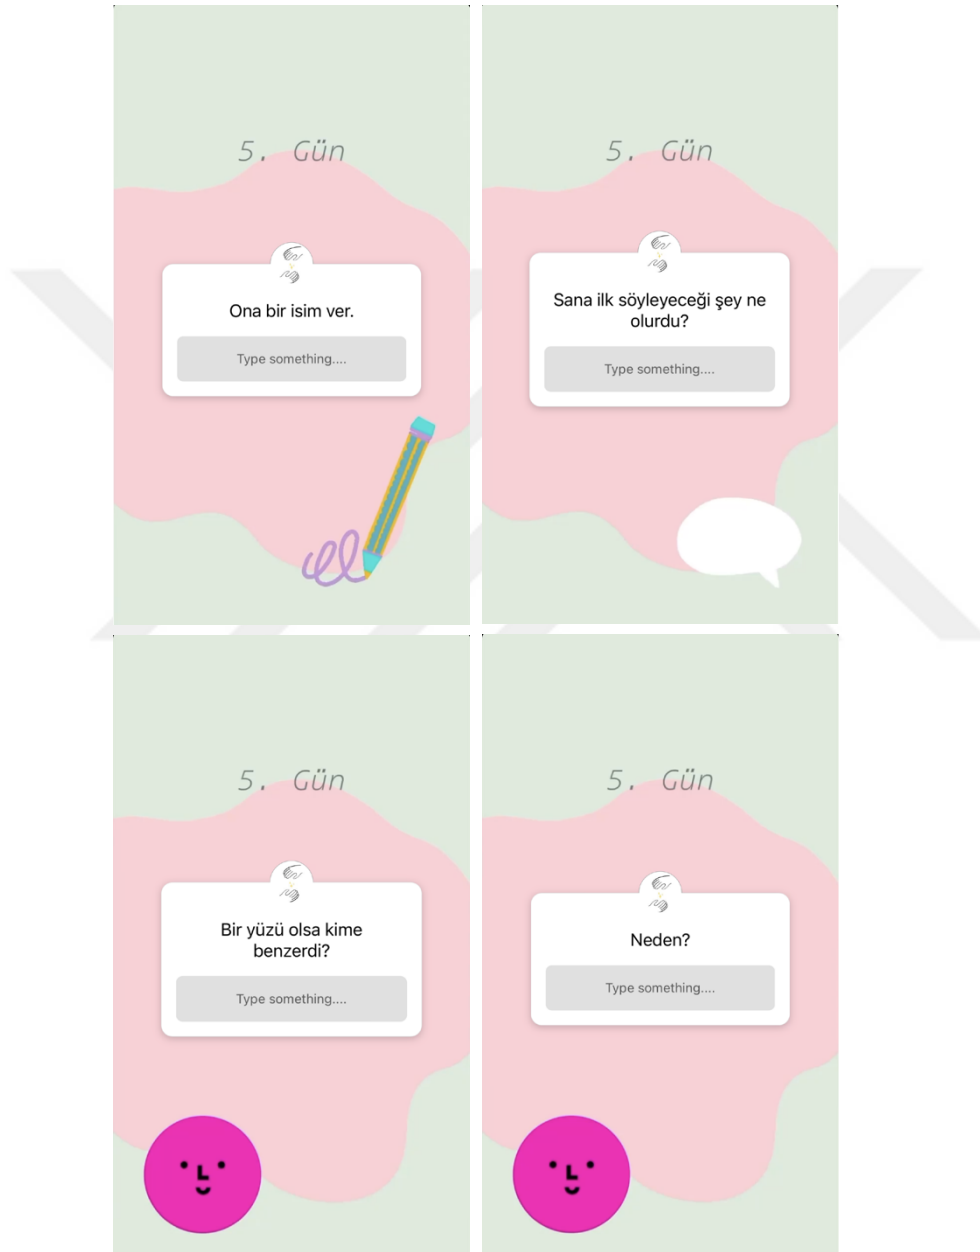 5. Gün
Ona bir isim ver.
Type something....
5. Gün
Sana ilk söyleyeceği şey ne
olurdu?
Type something....
5. Gün
Bir yüzü olsa kime
benzerdi?
Type something....
5. Gün
Neden?
Type something....